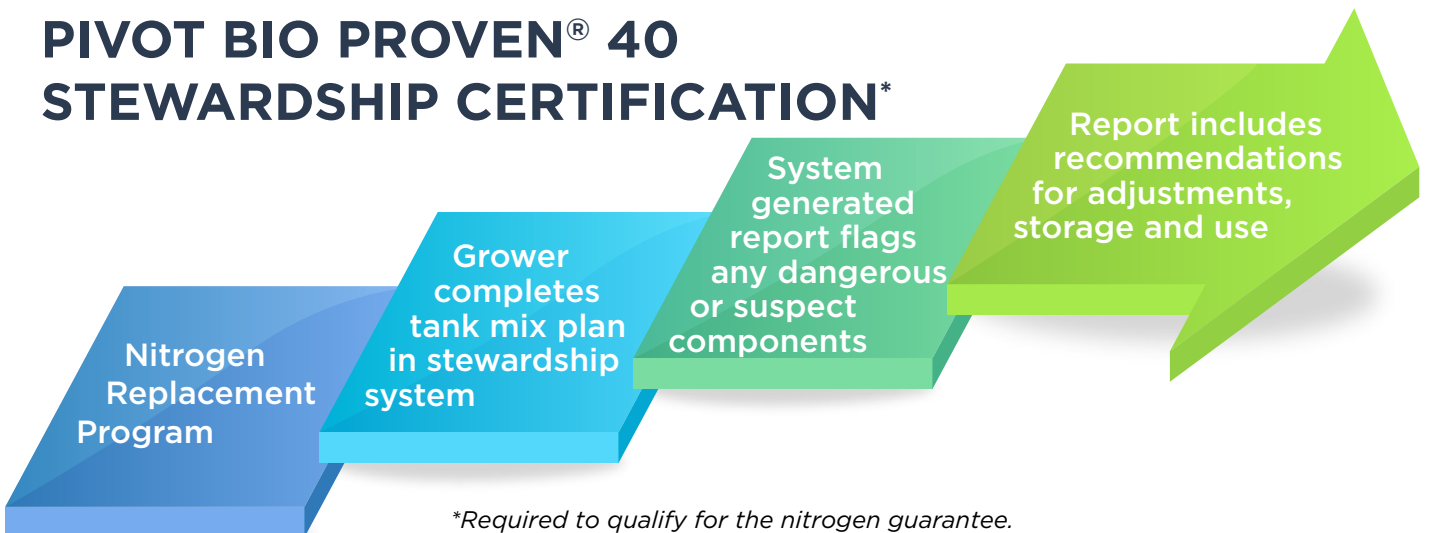 PIVOT BIO PROVEN® 40
STEWARDSHIP CERTIFICATION*
Nitrogen
Replacement
Program
Grower
completes
tank mix plan
in stewardship
system
System
generated
report flags
any dangerous
or suspect
components
Report includes
recommendations
for adjustments,
storage and use
*Required to qualify for the nitrogen guarantee.